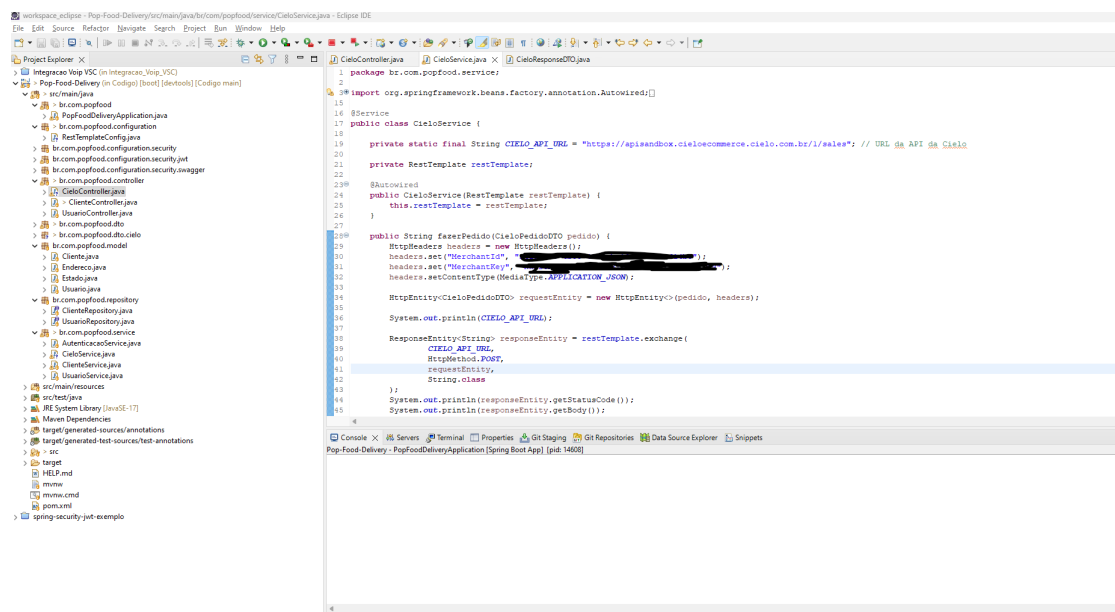 workspace_eclipse - Pop-Food-Delivery/src/main/java/br/com/popfood/service/CieloService.java - Eclipse IDE
File Edit Source Refactor Navigate Search Project Run Window Help
Project Explorer
Integracao Voip VSC (in Integracao_Voip_VSC)
> Pop-Food-Delivery (in Codigo) [boot] [devtools] [Codigo main]
> src/main/java
> br.com.popfood
PopFoodDeliveryApplication.java
> br.com.popfood.configuration
RestTemplateConfig.java
> br.com.popfood.configuration.security
> br.com.popfood.configuration.security.jwt
> br.com.popfood.configuration.security.swagger
> br.com.popfood.controller
CieloController.java
> ClienteController.java
UsuarioController.java
> br.com.popfood.dto
> br.com.popfood.dto.cielo
br.com.popfood.model
Cliente.java
Endereco.java
Estado.java
Usuario.java
br.com.popfood.repository
ClienteRepository.java
UsuarioRepository.java
> br.com.popfood.service
AutenticacaoService.java
CieloService.java
ClienteService.java
UsuarioService.java
src/main/resources
src/test/java
JRE System Library [JavaSE-17]
Maven Dependencies
target/generated-sources/annotations
target/generated-test-sources/test-annotations
> src
target
HELP.md
mvnw
mvnw.cmd
pom.xml
spring-security-jwt-exemplo
CieloController.java CieloService.java CieloResponseDTO.java
1 package br.com.popfood.service;
2
3 import org.springframework.beans.factory.annotation.Autowired;
15
16 @Service
17 public class CieloService {
18
19 private static final String CIELO_API_URL = "https://apisandbox.cieloecommerce.cielo.com.br/1/sales"; // URL da API da Cielo
20
21 private RestTemplate restTemplate;
22
23 @Autowired
24 public CieloService(RestTemplate restTemplate) {
25 this.restTemplate = restTemplate;
26 }
27
28 public String fazerPedido(CieloPedidoDTO pedido) {
29 HttpHeaders headers = new HttpHeaders();
30 headers.set("MerchantId", " ");
31 headers.set("MerchantKey", " ");
32 headers.setContentType(MediaType.APPLICATION_JSON);
33
34 HttpEntity<CieloPedidoDTO> requestEntity = new HttpEntity<>(pedido, headers);
35
36 System.out.println(CIELO_API_URL);
37
38 ResponseEntity<String> responseEntity = restTemplate.exchange(
39 CIELO_API_URL,
40 HttpMethod.POST,
41 requestEntity,
42 String.class
43 );
44 System.out.println(responseEntity.getStatusCode());
45 System.out.println(responseEntity.getBody());
Console Servers Terminal Properties Git Staging Git Repositories Data Source Explorer Snippets
Pop-Food-Delivery - PopFoodDeliveryApplication [Spring Boot App] [pid: 14608]